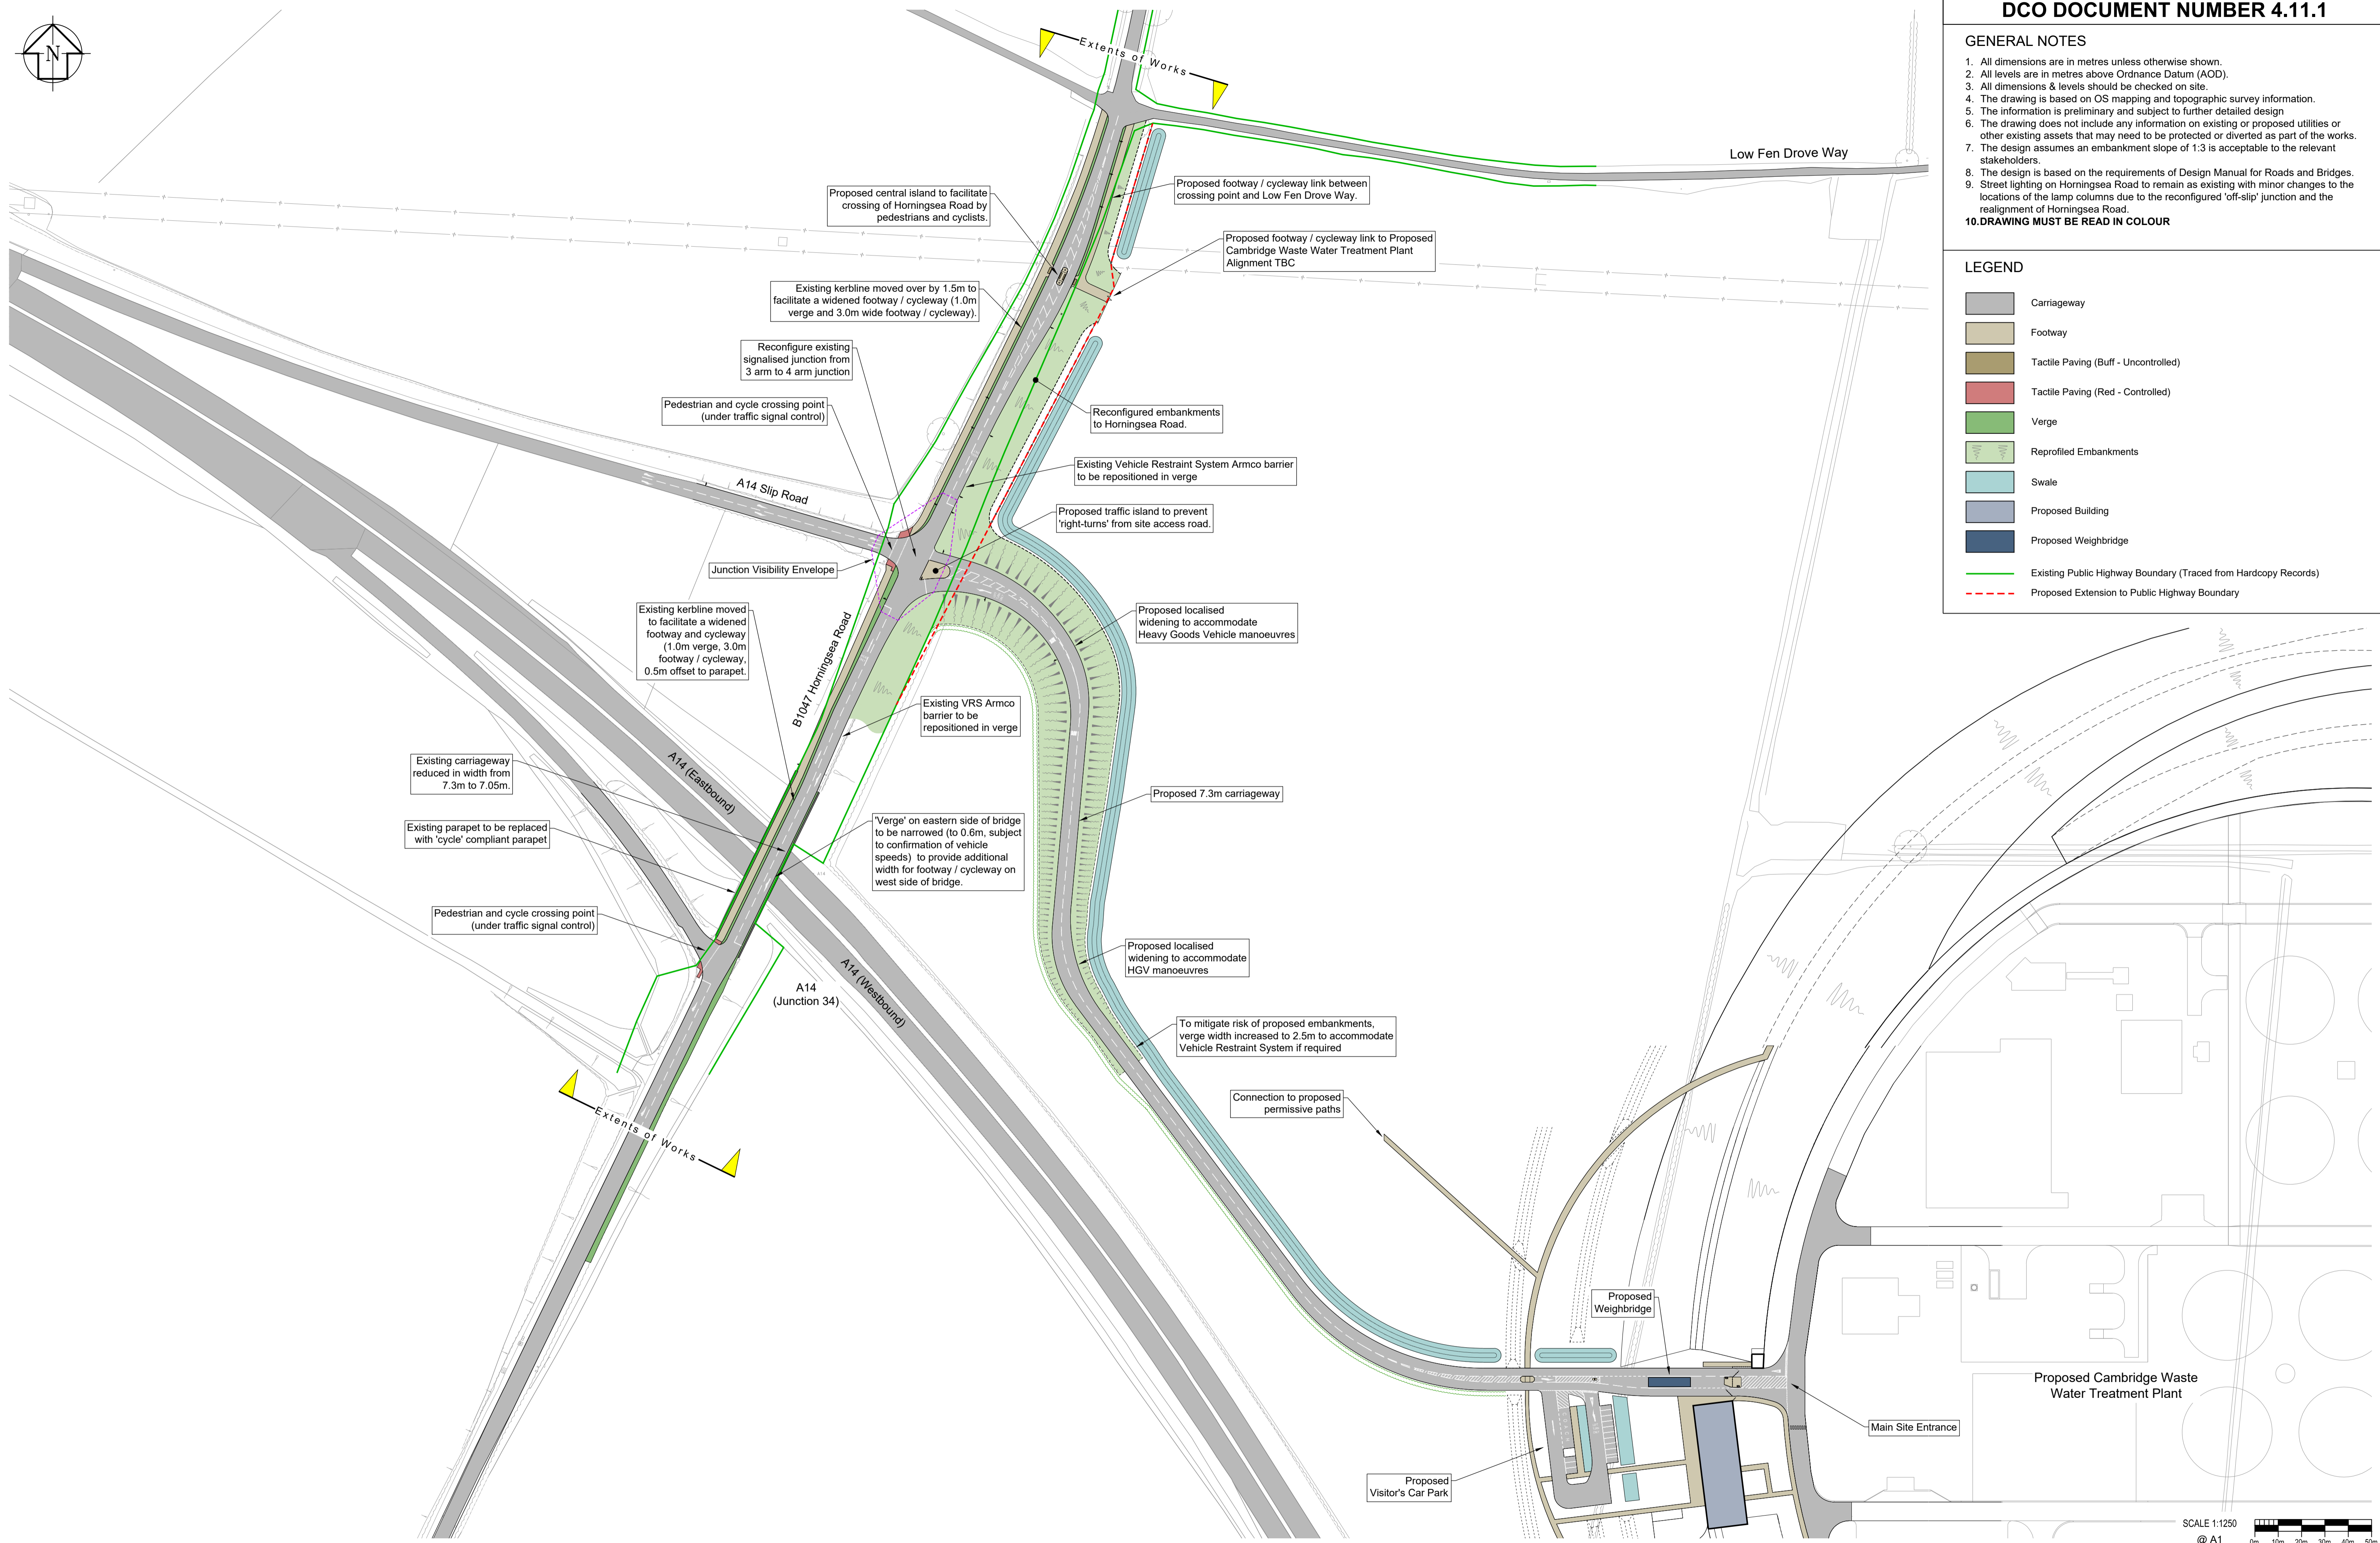 DCO DOCUMENT NUMBER 4.11.1
GENERAL NOTES
1. All dimensions are in metres unless otherwise shown.
2. All levels are in metres above Ordnance Datum (AOD).
3. All dimensions & levels should be checked on site.
4. The drawing is based on OS mapping and topographic survey information.
5. The information is preliminary and subject to further detailed design
6. The drawing does not include any information on existing or proposed utilities or
other existing assets that may need to be protected or diverted as part of the works.
7. The design assumes an embankment slope of 1:3 is acceptable to the relevant
stakeholders.
8. The design is based on the requirements of Design Manual for Roads and Bridges.
9. Street lighting on Horningsea Road to remain as existing with minor changes to the
locations of the lamp columns due to the reconfigured 'off-slip' junction and the
realignment of Horningsea Road.
10.DRAWING MUST BE READ IN COLOUR
LEGEND
Carriageway
Footway
Tactile Paving (Buff - Uncontrolled)
Tactile Paving (Red - Controlled)
Verge
Reprofiled Embankments
Swale
Proposed Building
Proposed Weighbridge
Existing Public Highway Boundary (Traced from Hardcopy Records)
Proposed Extension to Public Highway Boundary
N
Extents of Works
Low Fen Drove Way
Proposed central island to facilitate
crossing of Horningsea Road by
pedestrians and cyclists.
Proposed footway / cycleway link between
crossing point and Low Fen Drove Way.
Proposed footway / cycleway link to Proposed
Cambridge Waste Water Treatment Plant
Alignment TBC
Existing kerbline moved over by 1.5m to
facilitate a widened footway / cycleway (1.0m
verge and 3.0m wide footway / cycleway).
Reconfigure existing
signalised junction from
3 arm to 4 arm junction
Pedestrian and cycle crossing point
(under traffic signal control)
Reconfigured embankments
to Horningsea Road.
Existing Vehicle Restraint System Armco barrier
to be repositioned in verge
A14 Slip Road
Proposed traffic island to prevent
'right-turns' from site access road.
Junction Visibility Envelope
Existing kerbline moved
to facilitate a widened
footway and cycleway
(1.0m verge, 3.0m
footway / cycleway,
0.5m offset to parapet.
B1047 Horningsea Road
Proposed localised
widening to accommodate
Heavy Goods Vehicle manoeuvres
Existing VRS Armco
barrier to be
repositioned in verge
Existing carriageway
reduced in width from
7.3m to 7.05m.
A14 (Eastbound)
Proposed 7.3m carriageway
Existing parapet to be replaced
with 'cycle' compliant parapet
'Verge' on eastern side of bridge
to be narrowed (to 0.6m, subject
to confirmation of vehicle
speeds) to provide additional
width for footway / cycleway on
west side of bridge.
Pedestrian and cycle crossing point
(under traffic signal control)
A14
(Junction 34)
A14 (Westbound)
Proposed localised
widening to accommodate
HGV manoeuvres
To mitigate risk of proposed embankments,
verge width increased to 2.5m to accommodate
Vehicle Restraint System if required
Extents of Works
Connection to proposed
permissive paths
Proposed
Weighbridge
Proposed Cambridge Waste
Water Treatment Plant
Main Site Entrance
Proposed
Visitor's Car Park
SCALE 1:1250
@ A1
0m 10m 20m 30m 40m 50m